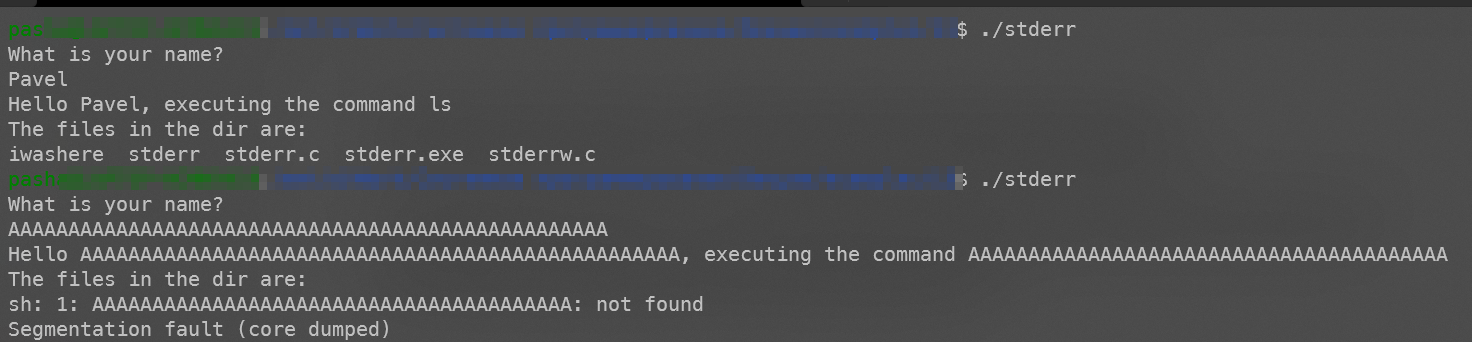 $ ./stderr
What is your name?
Pavel
Hello Pavel, executing the command ls
The files in the dir are:
iwashere  stderr  stderr.c  stderr.exe  stderrw.c
$ ./stderr
What is your name?
AAAAAAAAAAAAAAAAAAAAAAAAAAAAAAAAAAAAAAAAAAAAAAAAAA
Hello AAAAAAAAAAAAAAAAAAAAAAAAAAAAAAAAAAAAAAAAAAAAAAAAAA, executing the command AAAAAAAAAAAAAAAAAAAAAAAAAAAAAAAAAAAAAAAA
The files in the dir are:
sh: 1: AAAAAAAAAAAAAAAAAAAAAAAAAAAAAAAAAAAAAAAA: not found
Segmentation fault (core dumped)